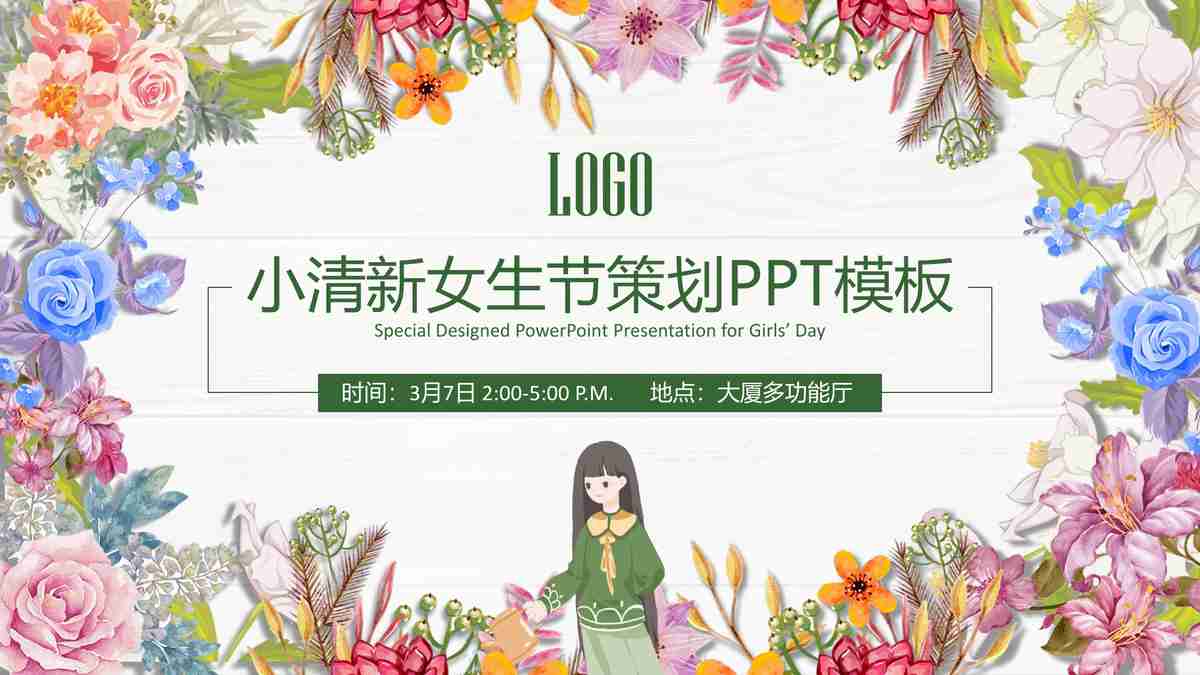 LOGO
小清新女生节策划PPT模板
Special Designed PowerPoint Presentation for Girls’ Day
时间：3月7日 2:00-5:00 P.M. 地点：大厦多功能厅